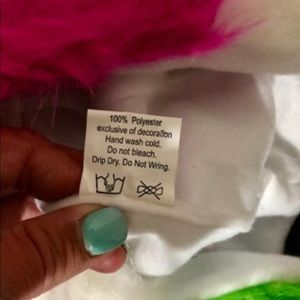 100% Polyester
exclusive of decoration
Hand wash cold.
Do not bleach.
Drip Dry. Do Not Wring.